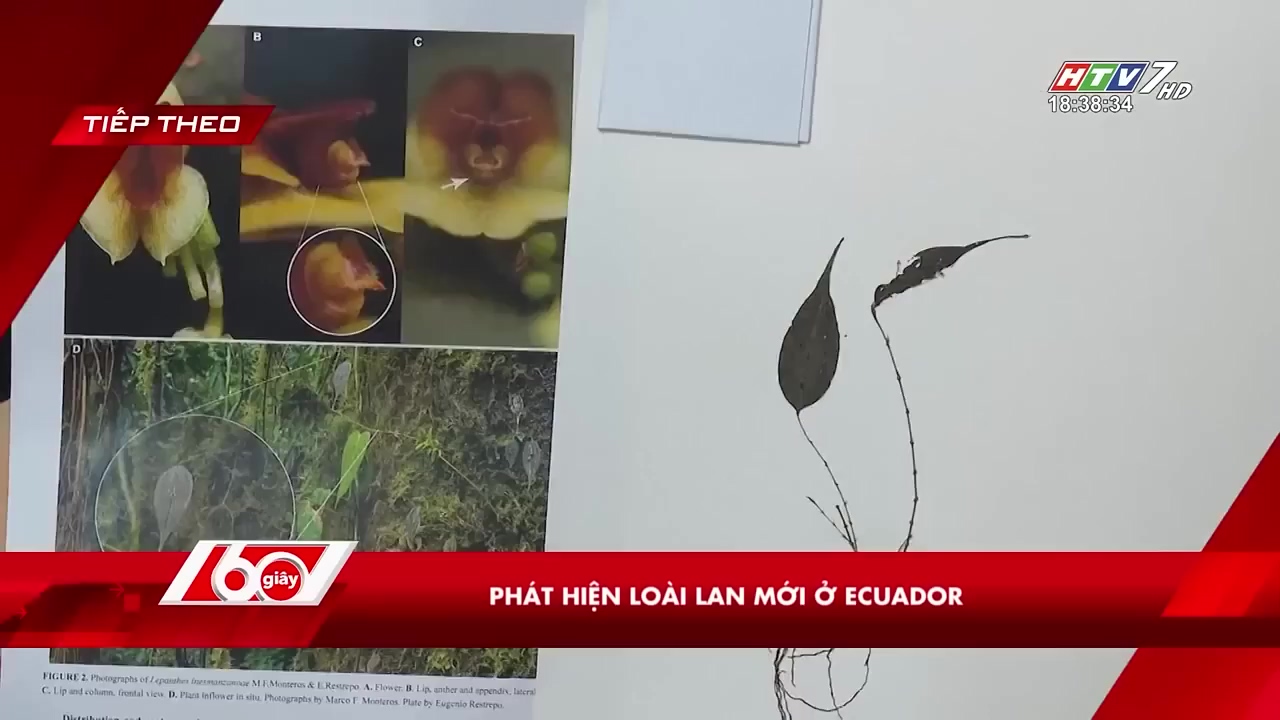 B
C
HTV7 HD
18:38:34
TIẾP THEO
D
60 giây
PHÁT HIỆN LOÀI LAN MỚI Ở ECUADOR
FIGURE 2. Photographs of Lepanthes inesmanzaniae M.F.Monteros & E.Restrepo. A. Flower. B. Lip, anther and appendix, lateral
C. Lip and column, frontal view. D. Plant inflower in situ. Photographs by Marco F. Monteros. Plate by Eugenio Restrepo.